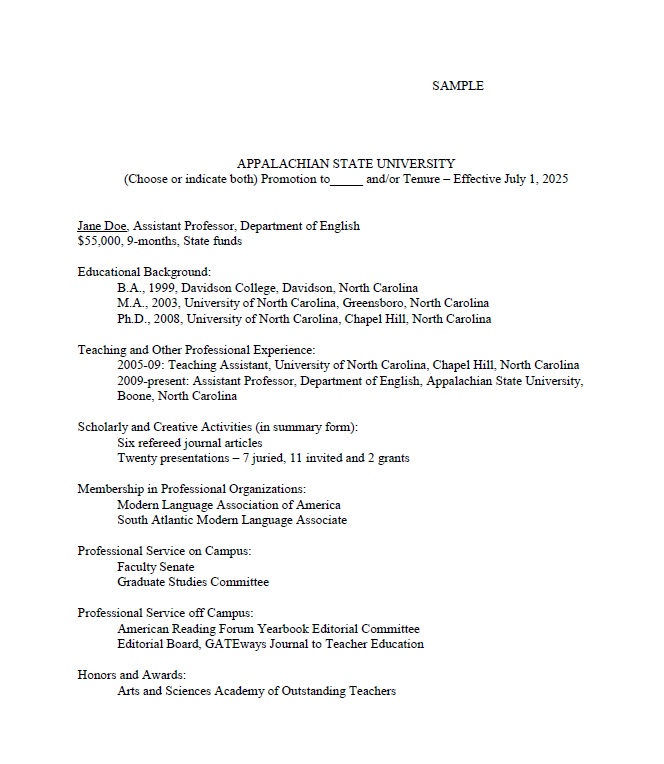 SAMPLE
APPALACHIAN STATE UNIVERSITY
(Choose or indicate both) Promotion to_____ and/or Tenure – Effective July 1, 2025
Jane Doe, Assistant Professor, Department of English
$55,000, 9-months, State funds
Educational Background:
B.A., 1999, Davidson College, Davidson, North Carolina
M.A., 2003, University of North Carolina, Greensboro, North Carolina
Ph.D., 2008, University of North Carolina, Chapel Hill, North Carolina
Teaching and Other Professional Experience:
2005-09: Teaching Assistant, University of North Carolina, Chapel Hill, North Carolina
2009-present: Assistant Professor, Department of English, Appalachian State University,
Boone, North Carolina
Scholarly and Creative Activities (in summary form):
Six refereed journal articles
Twenty presentations – 7 juried, 11 invited and 2 grants
Membership in Professional Organizations:
Modern Language Association of America
South Atlantic Modern Language Associate
Professional Service on Campus:
Faculty Senate
Graduate Studies Committee
Professional Service off Campus:
American Reading Forum Yearbook Editorial Committee
Editorial Board, GATEways Journal to Teacher Education
Honors and Awards:
Arts and Sciences Academy of Outstanding Teachers